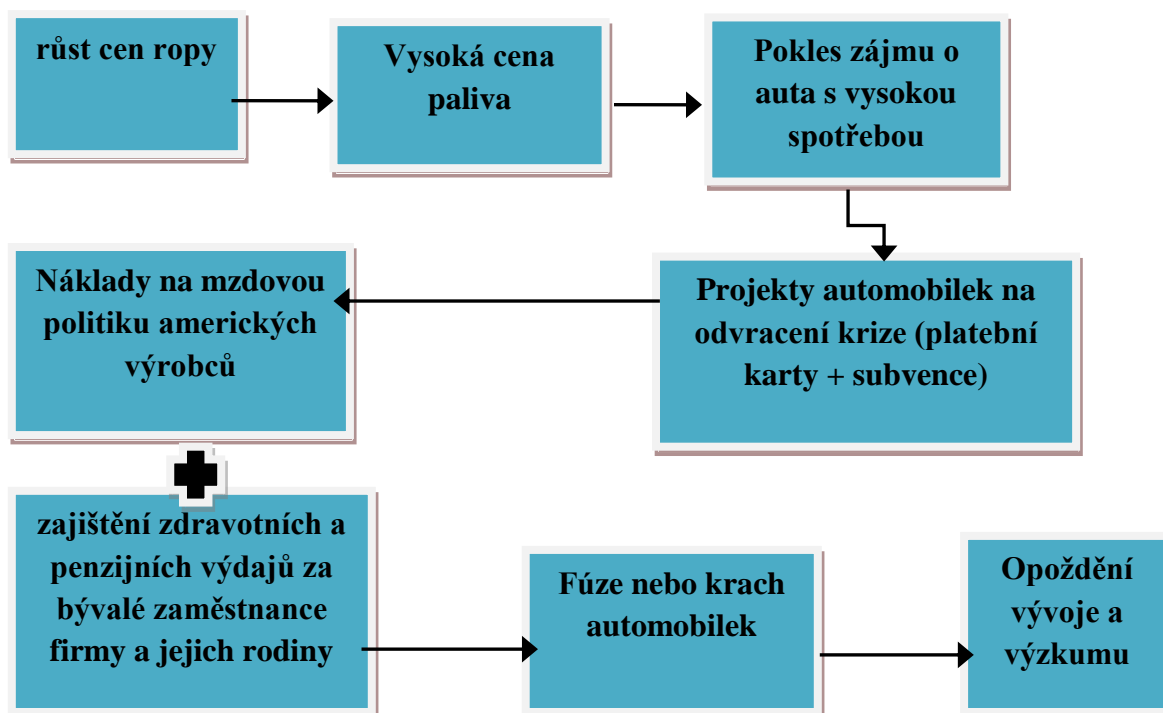 růst cen ropy
Vysoká cena
paliva
Pokles zájmu o
auta s vysokou
spotřebou
Projekty automobilek na
odvracení krize (platební
karty + subvence)
Náklady na mzdovou
politiku amerických
výrobců
zajištění zdravotních a
penzijních výdajů za
bývalé zaměstnance
firmy a jejich rodiny
Fúze nebo krach
automobilek
Opoždění
vývoje a
výzkumu